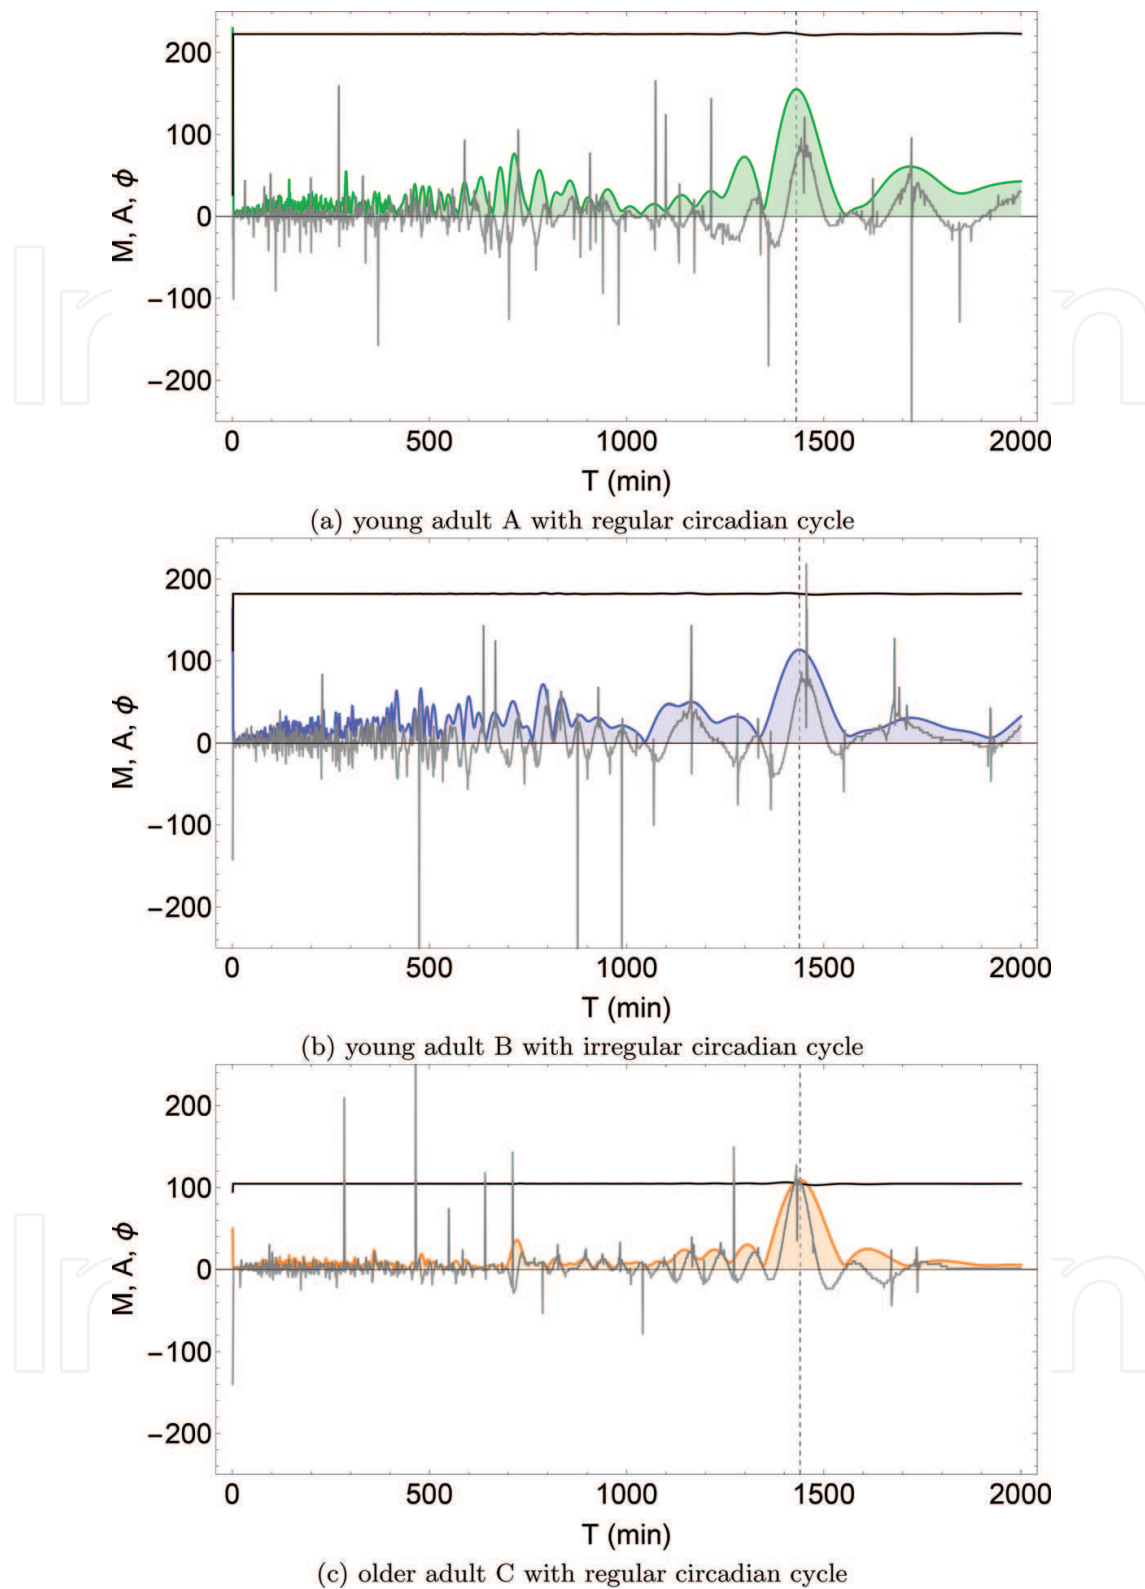 200
100
0
−100
−200
M, A, ϕ
0 500 1000 1500 2000
T (min)
(a) young adult A with regular circadian cycle
200
100
0
−100
−200
M, A, ϕ
0 500 1000 1500 2000
T (min)
(b) young adult B with irregular circadian cycle
200
100
0
−100
−200
M, A, ϕ
0 500 1000 1500 2000
T (min)
(c) older adult C with regular circadian cycle